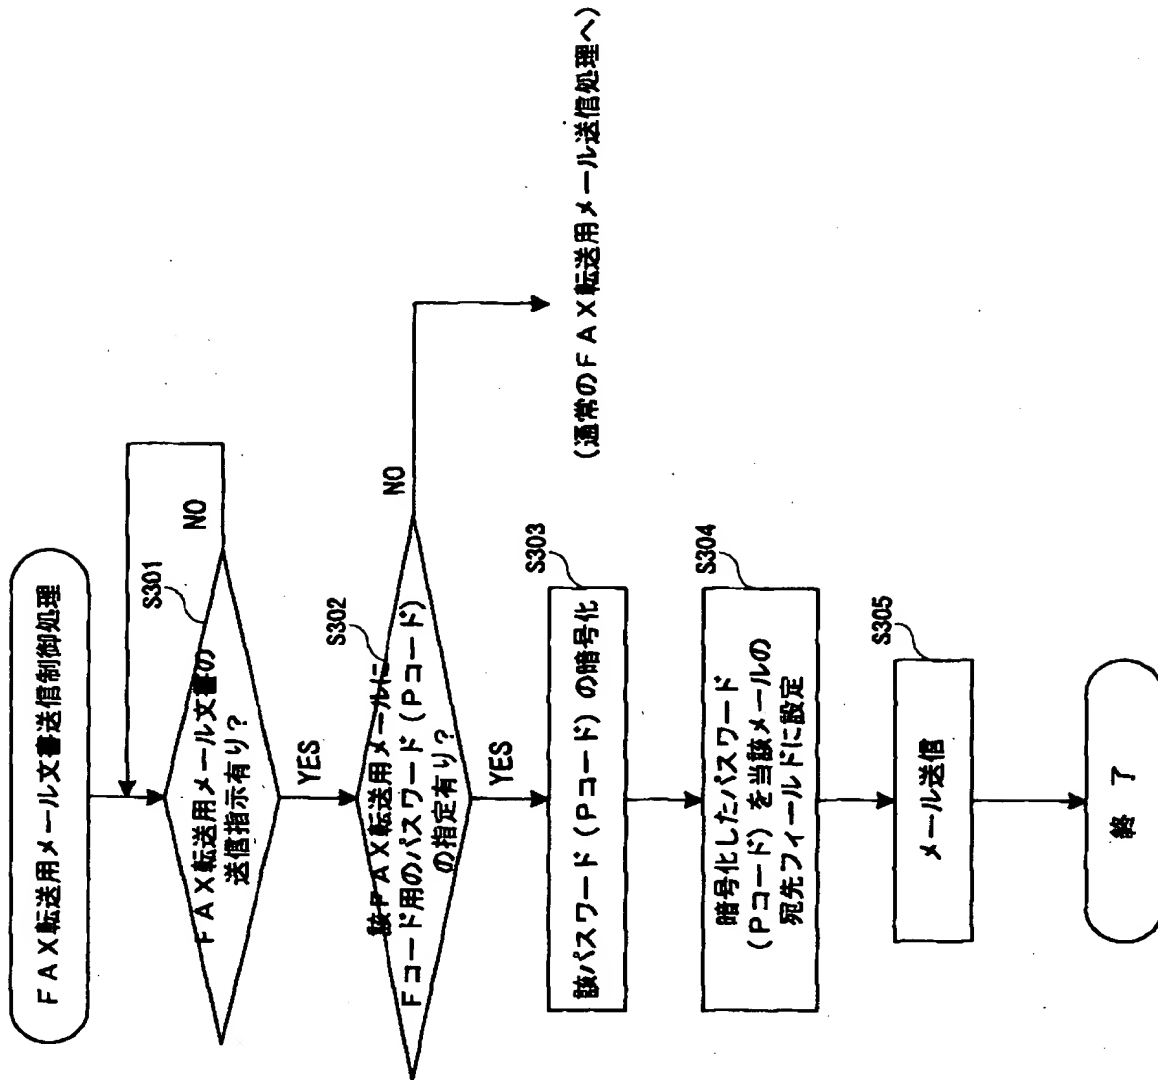 FAX転送用メール文書送信制御処理
S301
FAX転送用メール文書の
送信指示有り?
NO
YES
S302
該FAX転送用メールに
Fコード用のパスワード(Pコード)
の指定有り?
NO
(通常のFAX転送用メール送信処理へ)
YES
S303
該パスワード(Pコード)の暗号化
S304
暗号化したパスワード
(Pコード)を当該メールの
宛先フィールドに設定
S305
メール送信
終 了